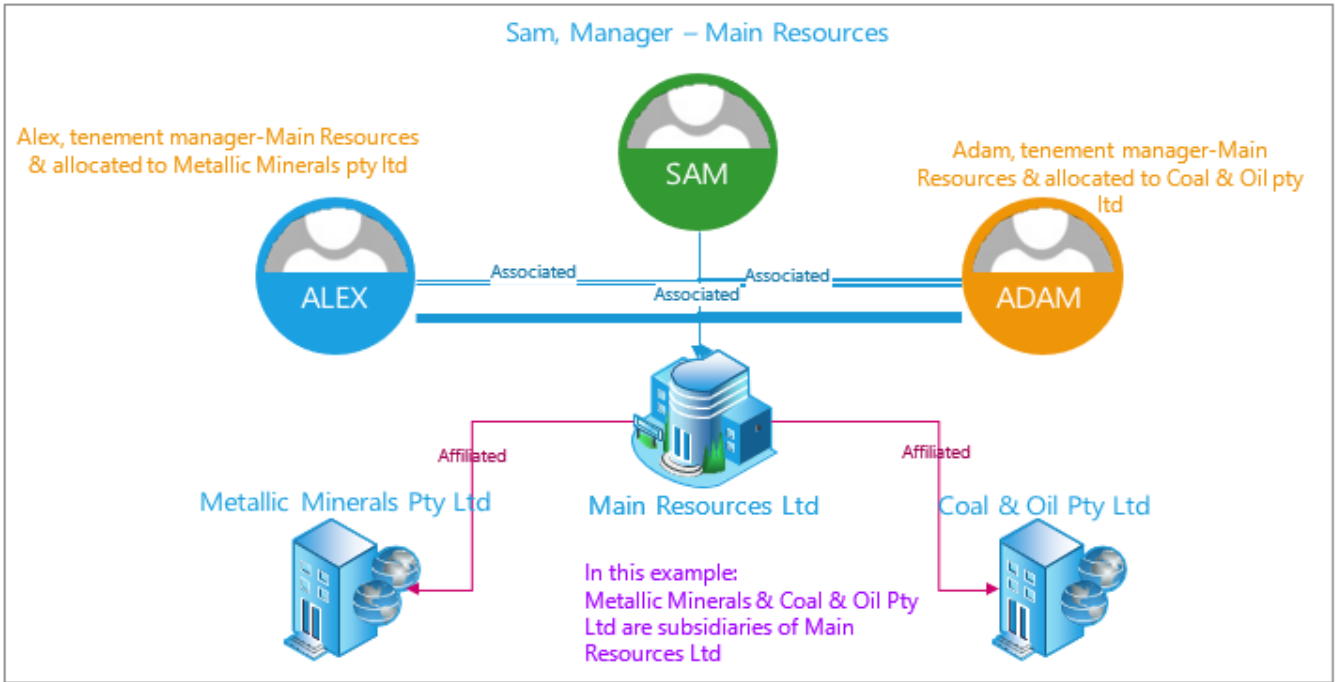 Sam, Manager – Main Resources
Alex, tenement manager-Main Resources
& allocated to Metallic Minerals pty ltd
SAM
Adam, tenement manager-Main
Resources & allocated to Coal & Oil pty
ltd
ALEX
Associated
Associated
Associated
ADAM
Affiliated
Affiliated
Metallic Minerals Pty Ltd
Main Resources Ltd
Coal & Oil Pty Ltd
In this example:
Metallic Minerals & Coal & Oil Pty
Ltd are subsidiaries of Main
Resources Ltd